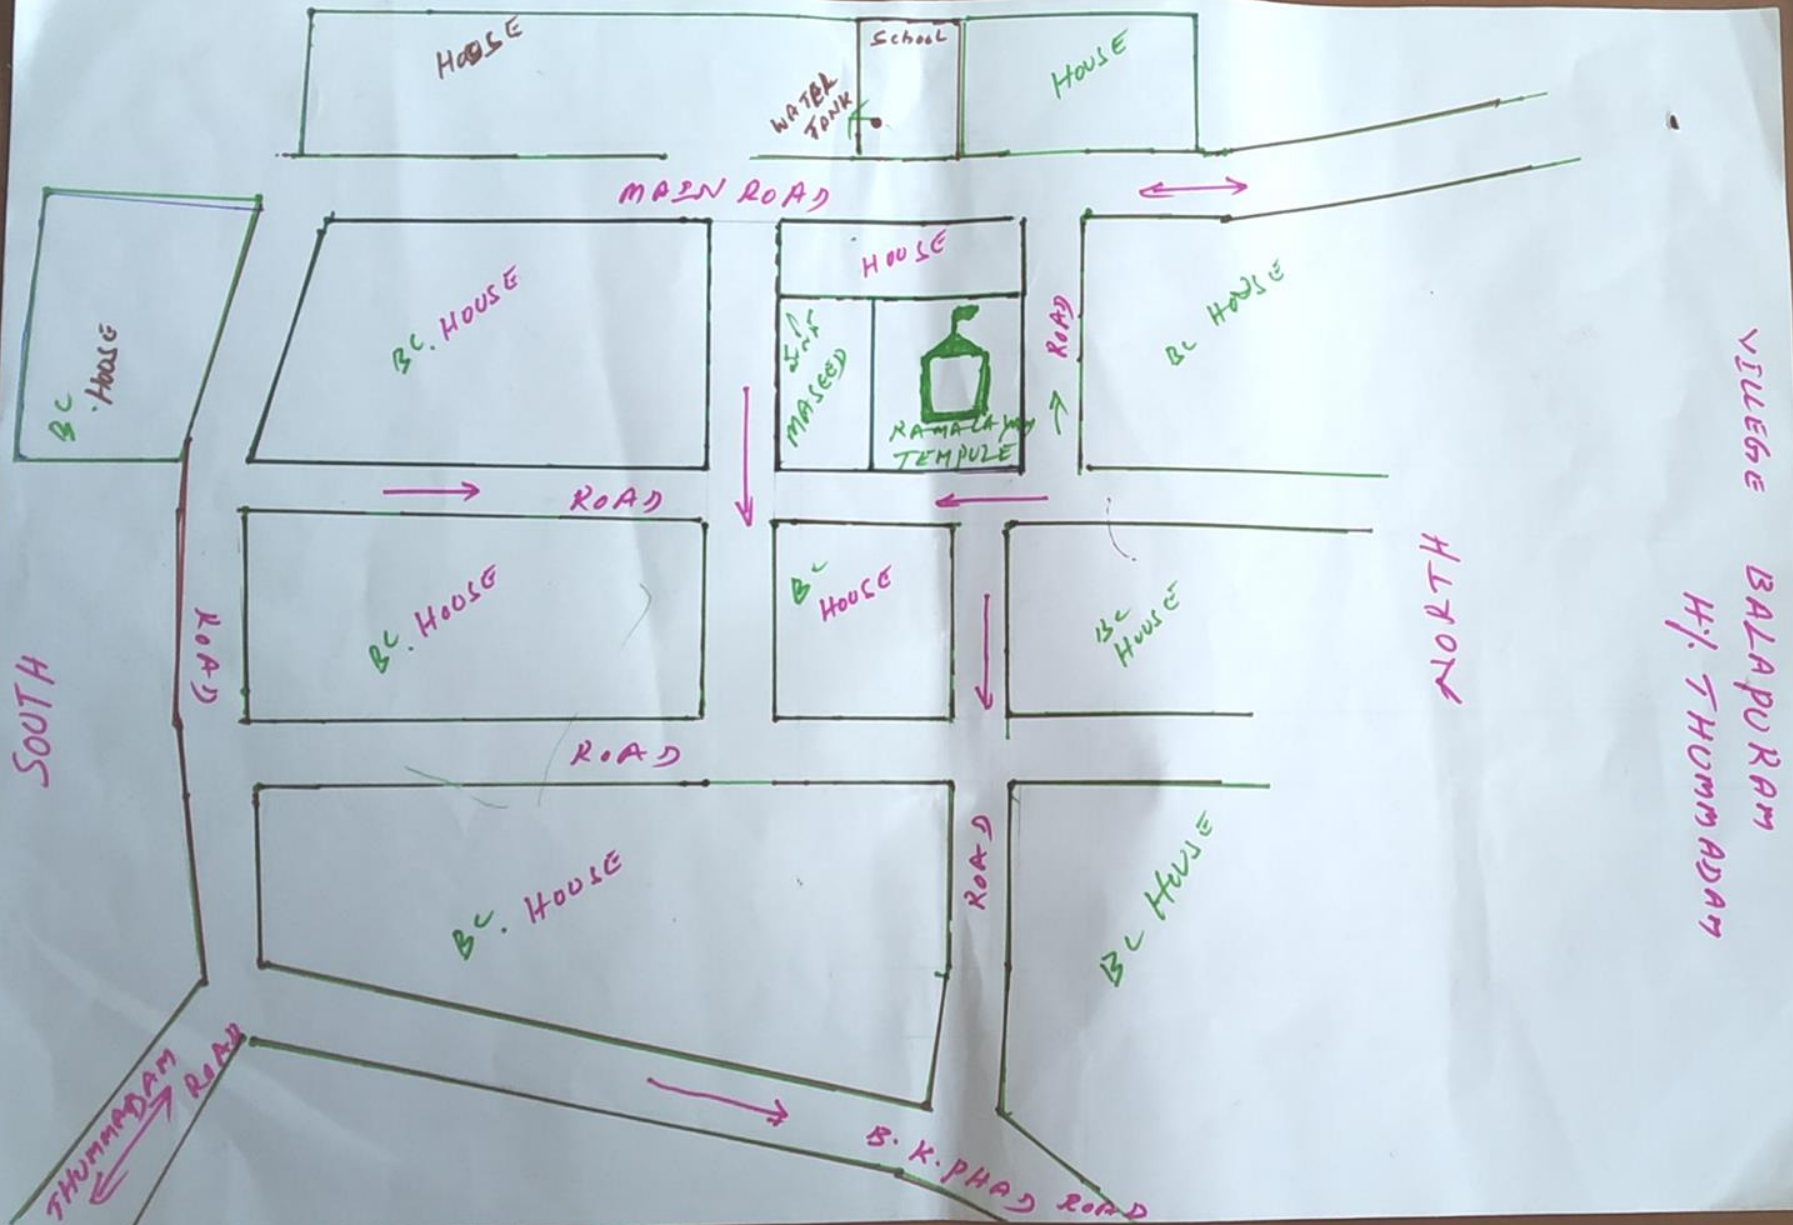 HOUSE
School
HOUSE
WATER
TANK
MAIN ROAD
BC
HOUSE
BC. HOUSE
HOUSE
MASEED
RAMALAYAM
TEMPULE
ROAD
BC HOUSE
ROAD
ROAD
BC. HOUSE
BC
HOUSE
BC
HOUSE
SOUTH
NORTH
VILLEGE BALAPURAM
H/. THUMMADAM
ROAD
BC. HOUSE
ROAD
BC HOUSE
THUMMADAM
ROAD
B. K. PHAD ROAD